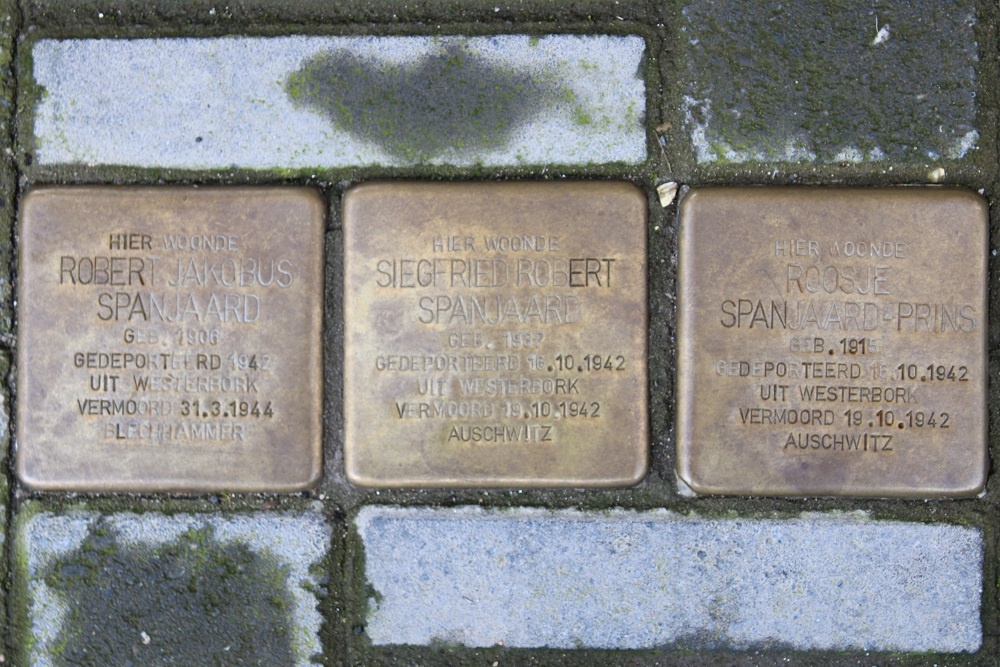 HIER WOONDE
ROBERT JAKOBUS
SPANJAARD
GEB. 1906
GEDEPORTEERD 1942
UIT WESTERBORK
VERMOORD 31.3.1944
BLECHHAMMER
HIER WOONDE
SIEGFRIED ROBERT
SPANJAARD
GEB. 1937
GEDEPORTEERD 16.10.1942
UIT WESTERBORK
VERMOORD 19.10.1942
AUSCHWITZ
HIER WOONDE
ROOSJE
SPANJAARD-PRINS
GEB. 1915
GEDEPORTEERD 16.10.1942
UIT WESTERBORK
VERMOORD 19.10.1942
AUSCHWITZ